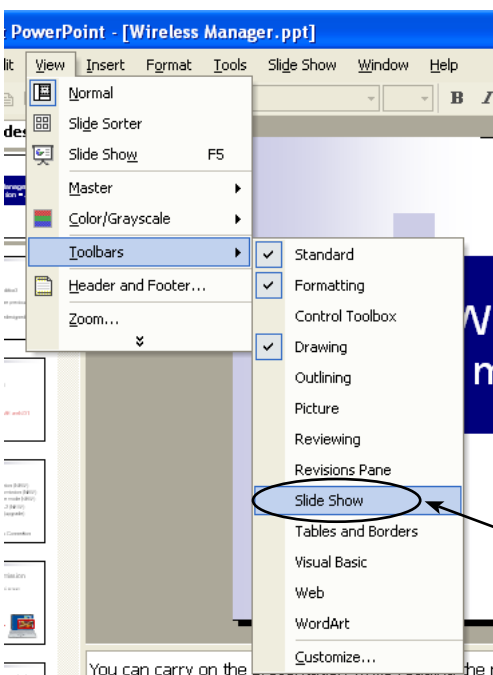 PowerPoint - [Wireless Manager.ppt]
View Insert Format Tools Slide Show Window Help
B I
Normal
Slide Sorter
Slide Show F5
Master
Color/Grayscale
Toolbars
Header and Footer...
Zoom...
Standard
Formatting
Control Toolbox
Drawing
Outlining
Picture
Reviewing
Revisions Pane
Slide Show
Tables and Borders
Visual Basic
Web
WordArt
Customize...
You can carry on the